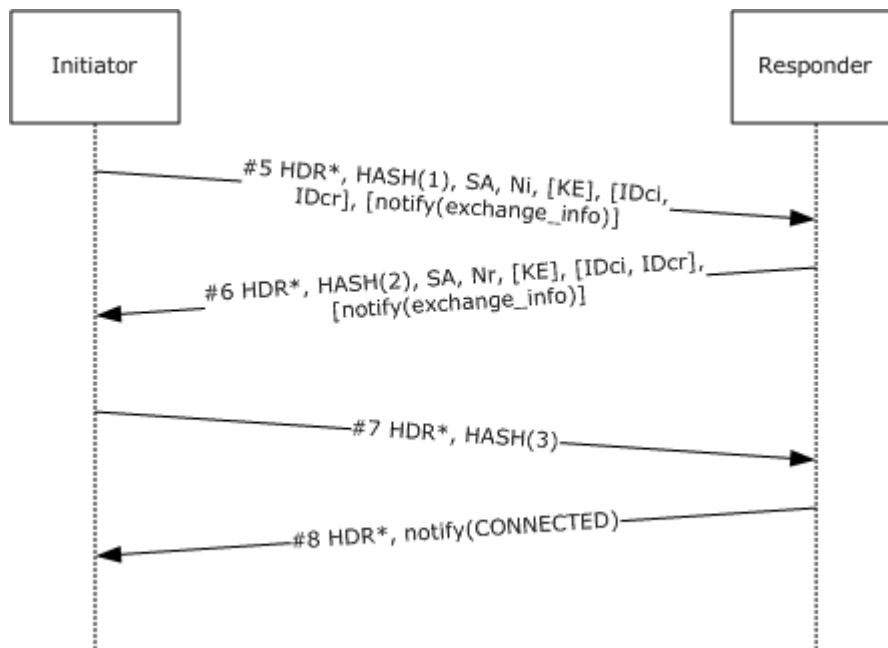 Initiator
Responder
#5 HDR*, HASH(1), SA, Ni, [KE], [IDci,
IDcr], [notify(exchange_info)]
#6 HDR*, HASH(2), SA, Nr, [KE], [IDci, IDcr],
[notify(exchange_info)]
#7 HDR*, HASH(3)
#8 HDR*, notify(CONNECTED)